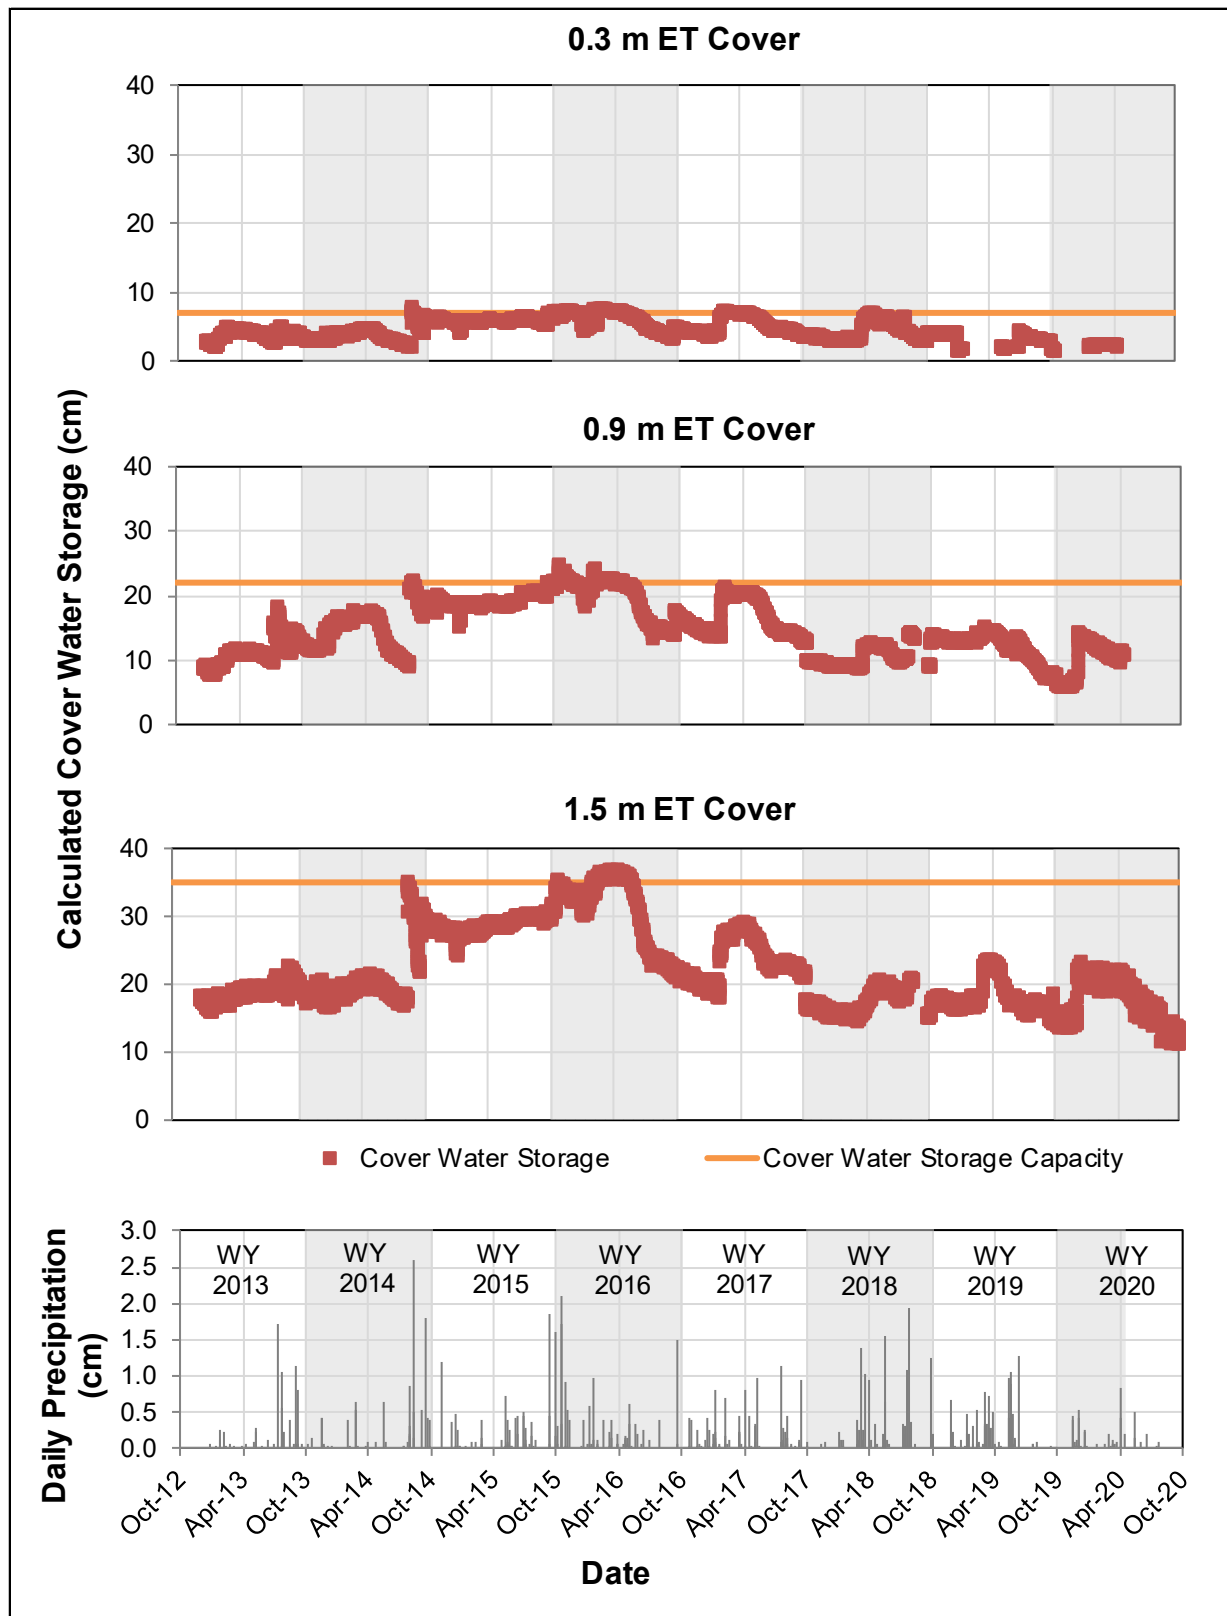 0.3 m ET Cover
40
30
20
10
0
0.9 m ET Cover
40
30
20
10
0
1.5 m ET Cover
40
30
20
10
0
Calculated Cover Water Storage (cm)
Cover Water Storage
Cover Water Storage Capacity
3.0
2.5
2.0
1.5
1.0
0.5
0.0
Daily Precipitation
(cm)
WY
2013
WY
2014
WY
2015
WY
2016
WY
2017
WY
2018
WY
2019
WY
2020
Oct-12
Apr-13
Oct-13
Apr-14
Oct-14
Apr-15
Oct-15
Apr-16
Oct-16
Apr-17
Oct-17
Apr-18
Oct-18
Apr-19
Oct-19
Apr-20
Oct-20
Date